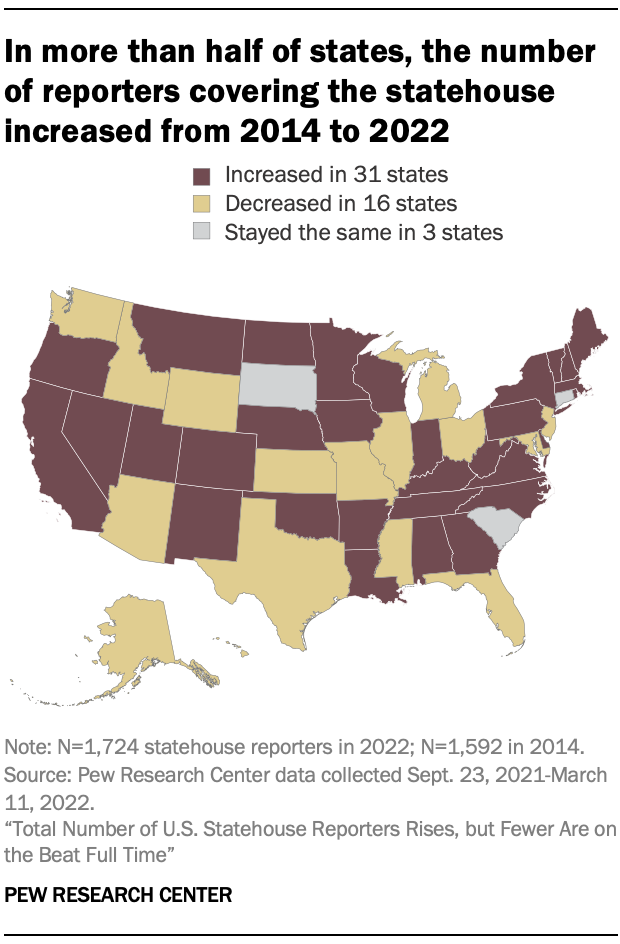 In more than half of states, the number
of reporters covering the statehouse
increased from 2014 to 2022
Increased in 31 states
Decreased in 16 states
Stayed the same in 3 states
Note: N=1,724 statehouse reporters in 2022; N=1,592 in 2014.
Source: Pew Research Center data collected Sept. 23, 2021-March
11, 2022.
“Total Number of U.S. Statehouse Reporters Rises, but Fewer Are on
the Beat Full Time”
PEW RESEARCH CENTER